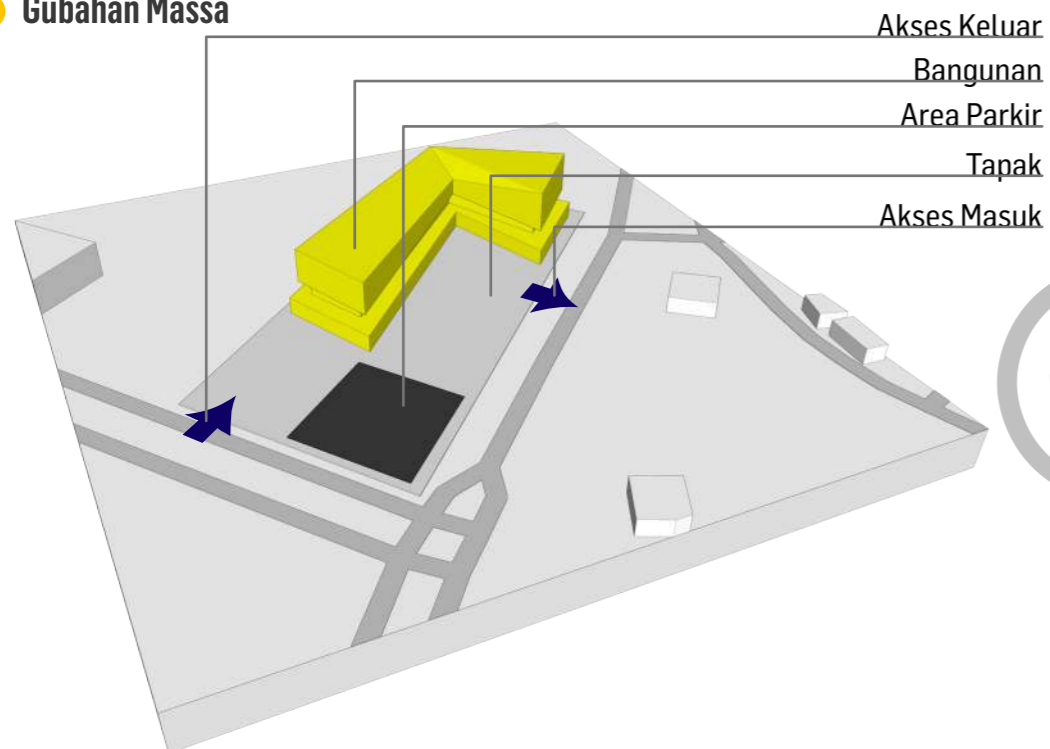 Gubahan Massa
Akses Keluar
Bangunan
Area Parkir
Tapak
Akses Masuk